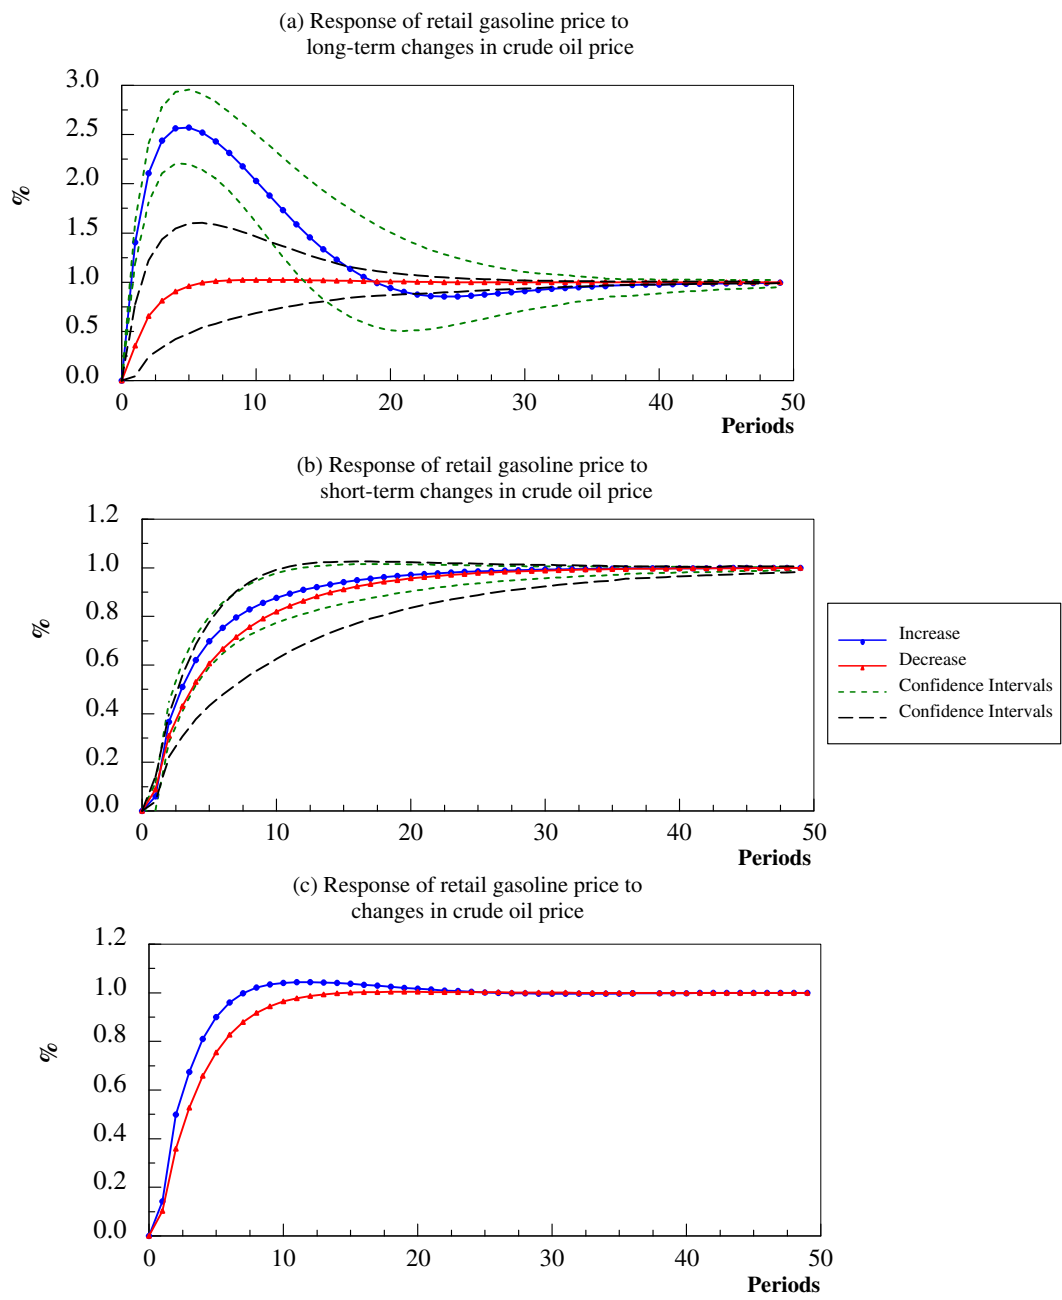 (a) Response of retail gasoline price to
long-term changes in crude oil price
3.0
2.5
2.0
1.5
1.0
0.5
0.0
%
0 10 20 30 40 50
Periods
(b) Response of retail gasoline price to
short-term changes in crude oil price
1.2
1.0
0.8
0.6
0.4
0.2
0.0
%
0 10 20 30 40 50
Periods
Increase
Decrease
Confidence Intervals
Confidence Intervals
(c) Response of retail gasoline price to
changes in crude oil price
1.2
1.0
0.8
0.6
0.4
0.2
0.0
%
0 10 20 30 40 50
Periods